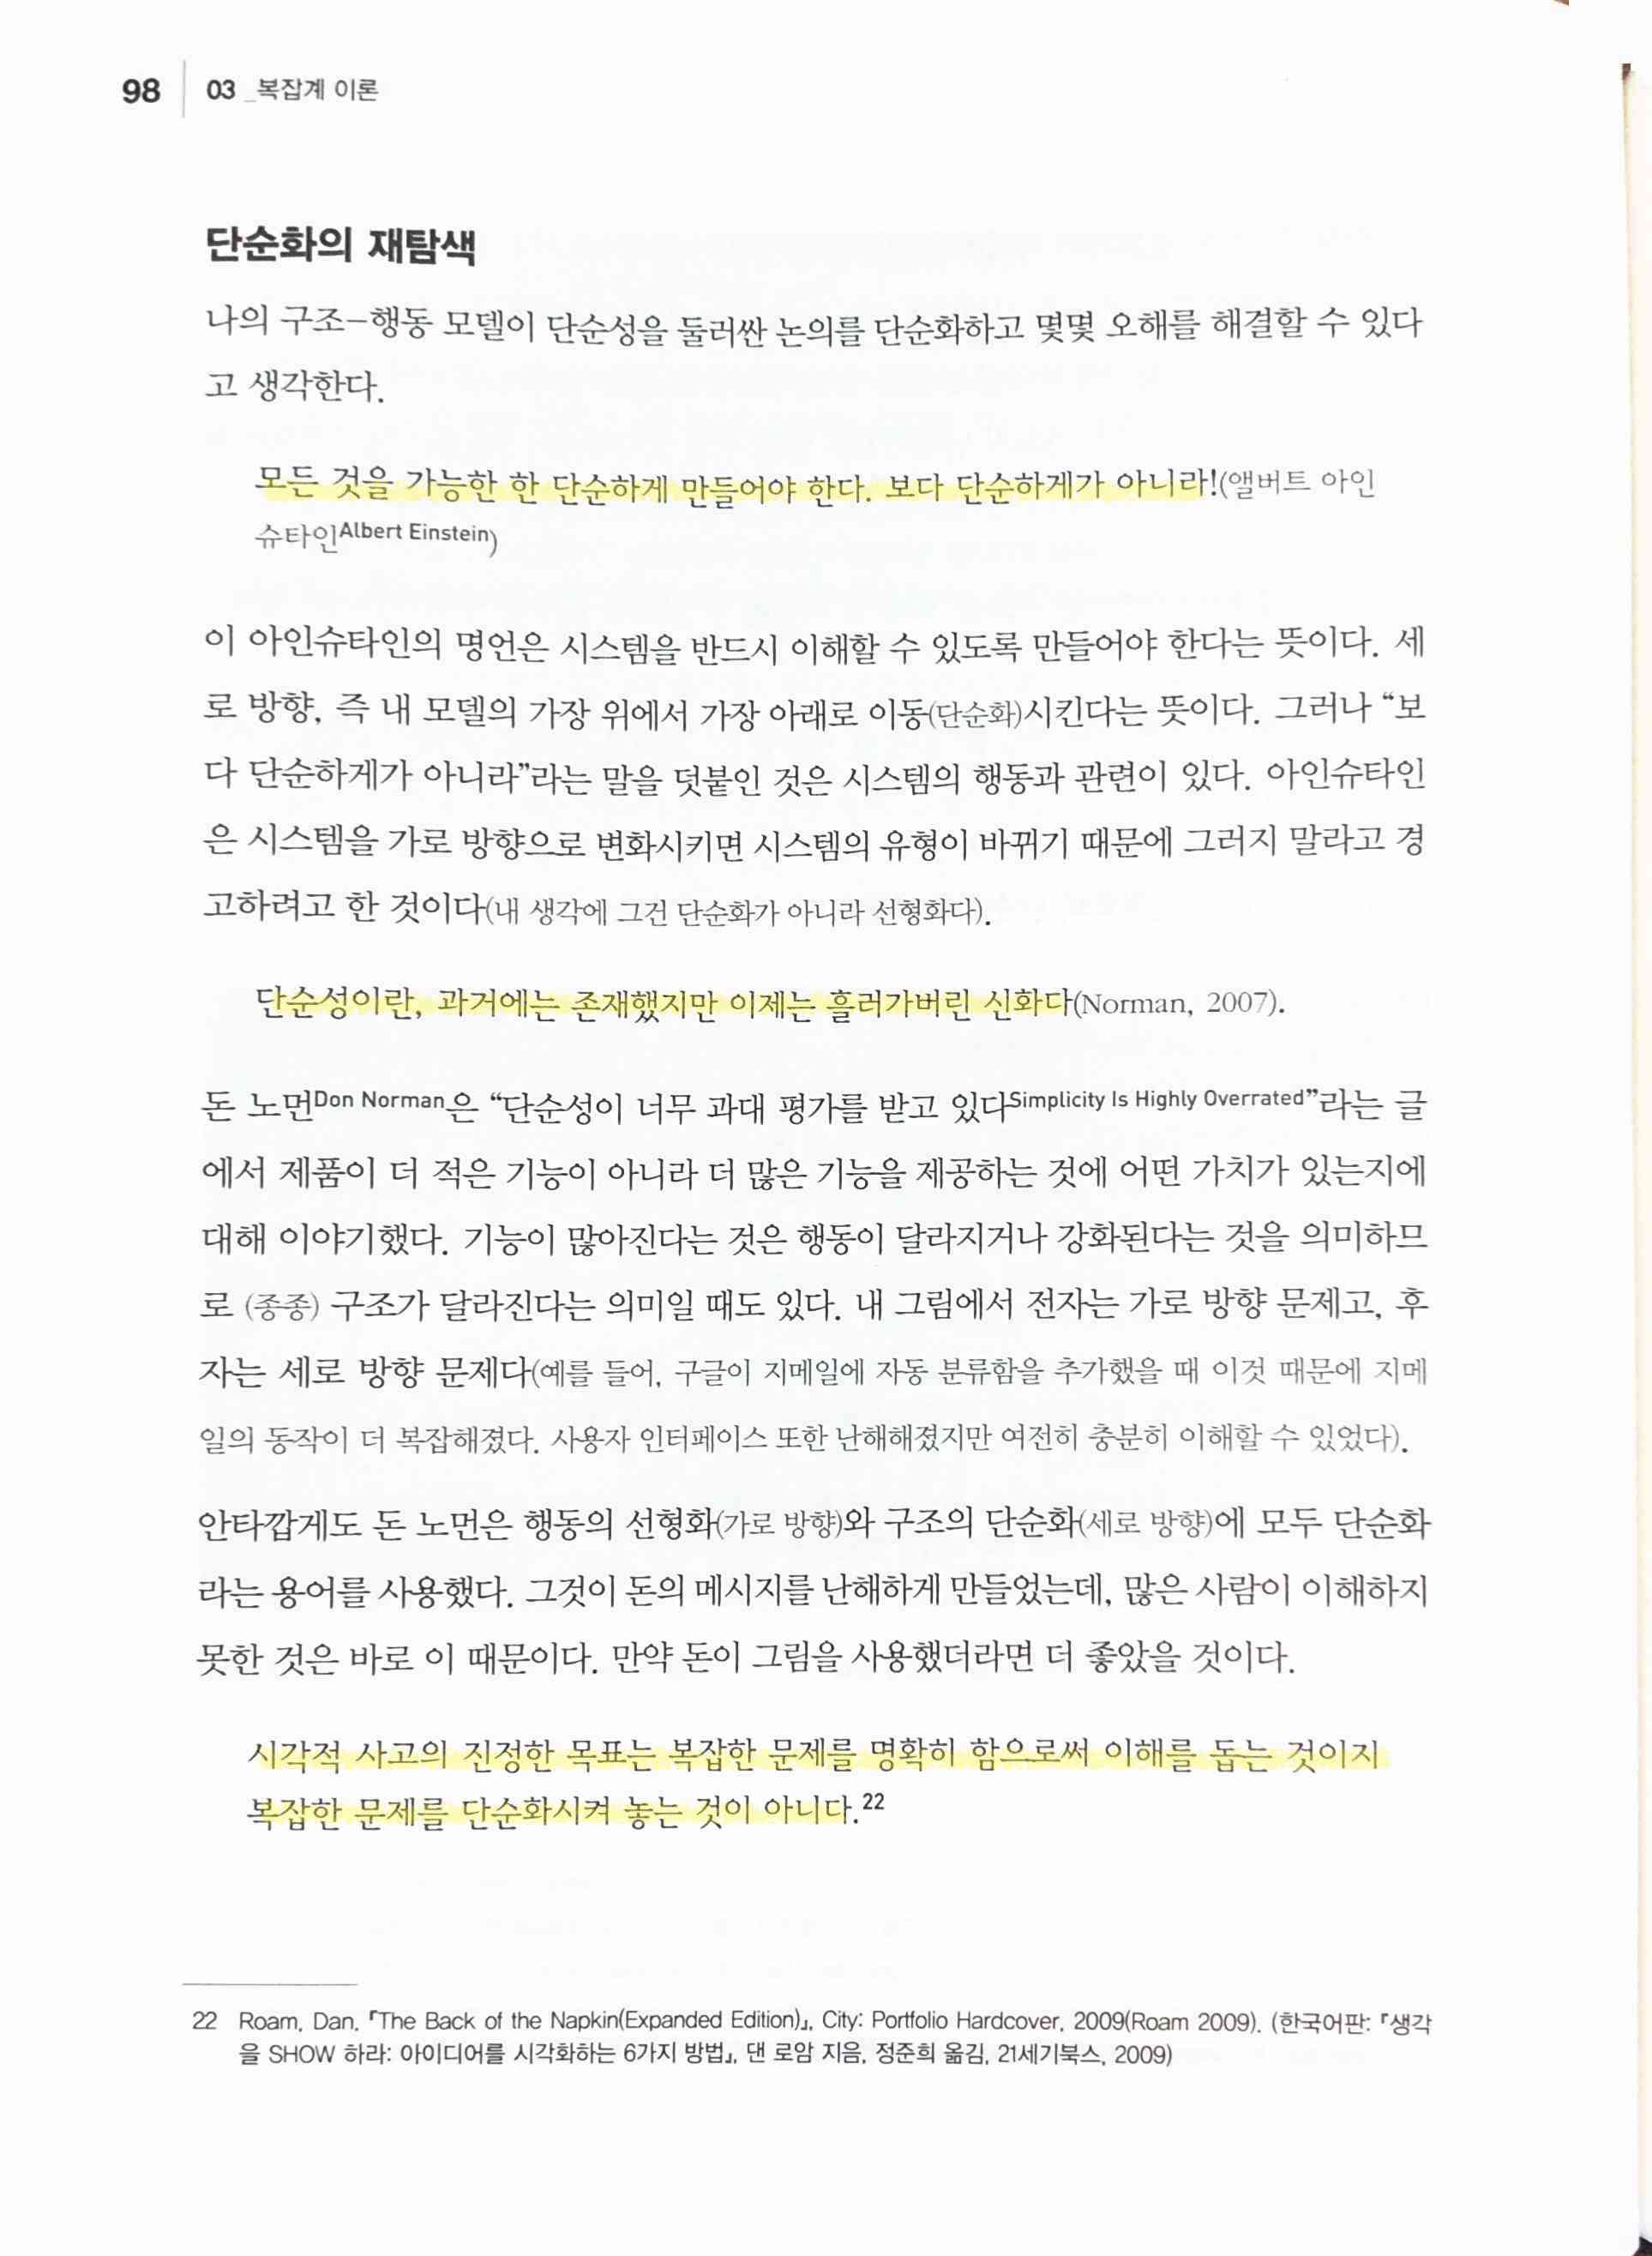 98 03 _복잡계 이론
단순화의 재탐색
나의 구조-행동 모델이 단순성을 둘러싼 논의를 단순화하고 몇몇 오해를 해결할 수 있다
고 생각한다.
모든 것을 가능한 한 단순하게 만들어야 한다. 보다 단순하게가 아니라!(앨버트 아인
슈타인Albert Einstein)
이 아인슈타인의 명언은 시스템을 반드시 이해할 수 있도록 만들어야 한다는 뜻이다. 세
로 방향, 즉 내 모델의 가장 위에서 가장 아래로 이동(단순화)시킨다는 뜻이다. 그러나 “보
다 단순하게가 아니라”라는 말을 덧붙인 것은 시스템의 행동과 관련이 있다. 아인슈타인
은 시스템을 가로 방향으로 변화시키면 시스템의 유형이 바뀌기 때문에 그러지 말라고 경
고하려고 한 것이다(내 생각에 그건 단순화가 아니라 선형화다).
단순성이란, 과거에는 존재했지만 이제는 흘러가버린 신화다(Norman, 2007).
돈 노먼Don Norman은 “단순성이 너무 과대 평가를 받고 있다Simplicity Is Highly Overrated”라는 글
에서 제품이 더 적은 기능이 아니라 더 많은 기능을 제공하는 것에 어떤 가치가 있는지에
대해 이야기했다. 기능이 많아진다는 것은 행동이 달라지거나 강화된다는 것을 의미하므
로 (종종) 구조가 달라진다는 의미일 때도 있다. 내 그림에서 전자는 가로 방향 문제고, 후
자는 세로 방향 문제다(예를 들어, 구글이 지메일에 자동 분류함을 추가했을 때 이것 때문에 지메
일의 동작이 더 복잡해졌다. 사용자 인터페이스 또한 난해해졌지만 여전히 충분히 이해할 수 있었다).
안타깝게도 돈 노먼은 행동의 선형화(가로 방향)와 구조의 단순화(세로 방향)에 모두 단순화
라는 용어를 사용했다. 그것이 돈의 메시지를 난해하게 만들었는데, 많은 사람이 이해하지
못한 것은 바로 이 때문이다. 만약 돈이 그림을 사용했더라면 더 좋았을 것이다.
시각적 사고의 진정한 목표는 복잡한 문제를 명확히 함으로써 이해를 돕는 것이지
복잡한 문제를 단순화시켜 놓는 것이 아니다.22
22 Roam, Dan. 『The Back of the Napkin(Expanded Edition)』, City: Portfolio Hardcover, 2009(Roam 2009). (한국어판: 『생각
을 SHOW 하라: 아이디어를 시각화하는 6가지 방법』, 댄 로암 지음, 정준희 옮김, 21세기북스, 2009)